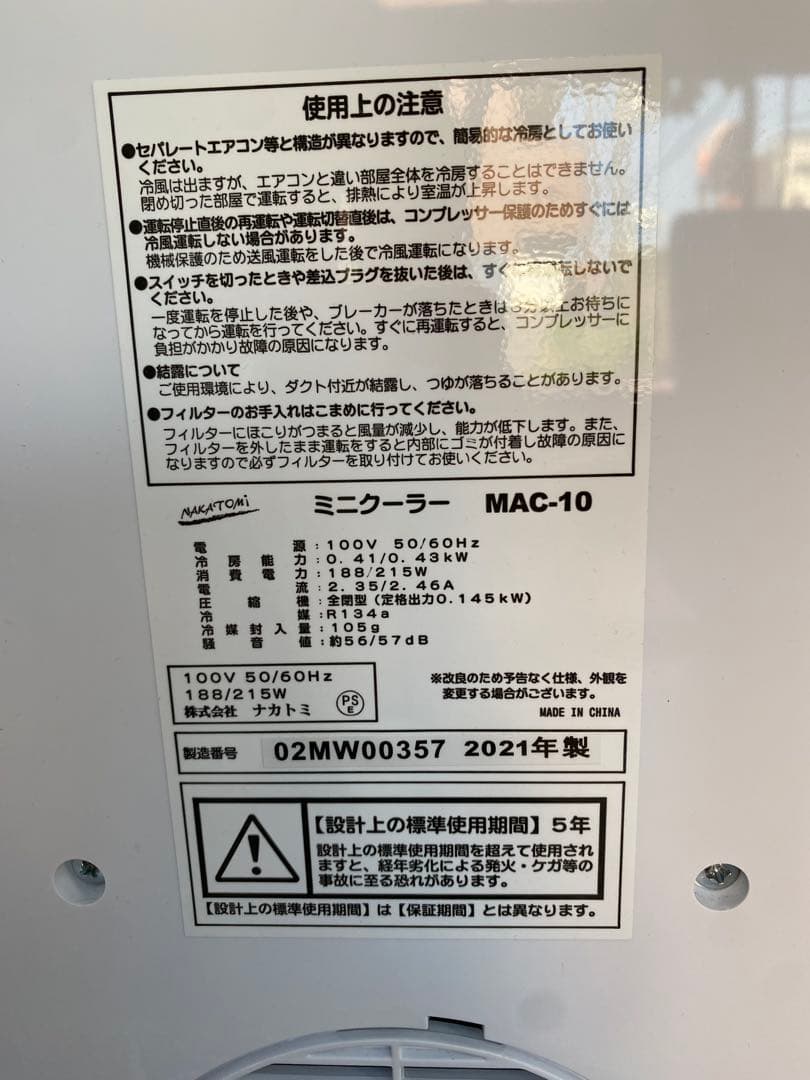 使用上の注意
●セパレートエアコン等と構造が異なりますので、簡易的な冷房としてお使い
ください。
冷風は出ますが、エアコンと違い部屋全体を冷房することはできません。
閉め切った部屋で運転すると、排熱により室温が上昇します。
●運転停止直後の再運転や運転切替直後は、コンプレッサー保護のためすぐには
冷風運転しない場合があります。
機械保護のため送風運転をした後で冷風運転になります。
●スイッチを切ったときや差込プラグを抜いた後は、すぐ転しないで
ください。
一度運転を停止した後や、ブレーカーが落ちたときは以上お待ちに
なってから運転を行ってください。すぐに再運転すると、コンプレッサーに
負担がかかり故障の原因になります。
●結露について
ご使用環境により、ダクト付近が結露し、つゆが落ちることがあります。
●フィルターのお手入れはこまめに行ってください。
フィルターにほこりがつまると風量が減少し、能力が低下します。また、
フィルターを外したまま運転をすると内部にゴミが付着し故障の原因に
なりますので必ずフィルターを取り付けてお使いください。
NAKATOMi ミニクーラー MAC-10
電源:100V 50/60Hz
冷房能力:0.41/0.43kW
消費電力:188/215W
電流:2.35/2.46A
圧縮機:全閉型(定格出力0.145kW)
冷媒:R134a
冷媒封入量:105g
騒音値:約56/57dB
100V 50/60Hz
188/215W
株式会社 ナカトミ
PS
E
※改良のため予告なく仕様、外観を
変更する場合がございます。
MADE IN CHINA
製造番号 02MW00357 2021年製
【設計上の標準使用期間】5年
設計上の標準使用期間を超えて使用され
ますと、経年劣化による発火・ケガ等の
事故に至る恐れがあります。
【設計上の標準使用期間】は【保証期間】とは異なります。